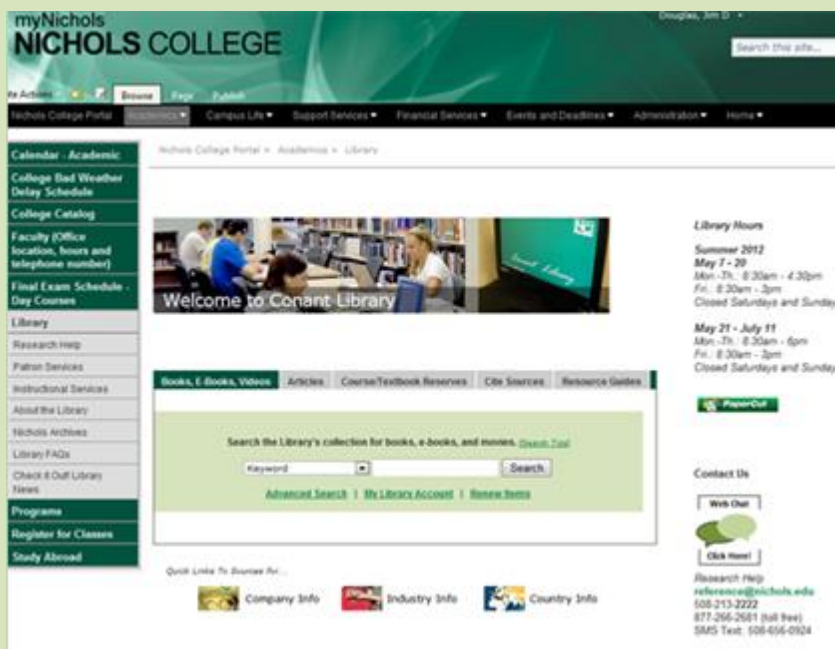 myNichols
NICHOLS COLLEGE
Douglas, Jim D
Search this site...
te Actions
Browse Page Publish
Nichols College Portal Academics Campus Life Support Services Financial Services Events and Deadlines Administration Home
Calendar - Academic
College Bad Weather
Delay Schedule
College Catalog
Faculty (Office
location, hours and
telephone number)
Final Exam Schedule -
Day Courses
Library
Research Help
Patron Services
Instructional Services
About the Library
Nichols Archives
Library FAQs
Check it Out! Library
News
Programs
Register for Classes
Study Abroad
Nichols College Portal > Academics > Library
Conant Library
Welcome to Conant Library
Books, E-Books, Videos Articles Course/Textbook Reserves Cite Sources Resource Guides
Search the Library's collection for books, e-books, and movies. (Search Tips)
Keyword Search
Advanced Search | My Library Account | Renew Items
Quick Links To Sources for...
Company Info Industry Info Country Info
Library Hours
Summer 2012
May 7 - 20
Mon.-Th.: 8:30am - 4:30pm
Fri.: 8:30am - 3pm
Closed Saturdays and Sunday
May 21 - July 11
Mon.-Th.: 8:30am - 6pm
Fri.: 8:30am - 3pm
Closed Saturdays and Sunday
PaperCut
Contact Us
Web Chat
Click Here!
Research Help
reference@nichols.edu
508-213-2222
877-266-2681 (toll free)
SMS Text: 508-656-0924